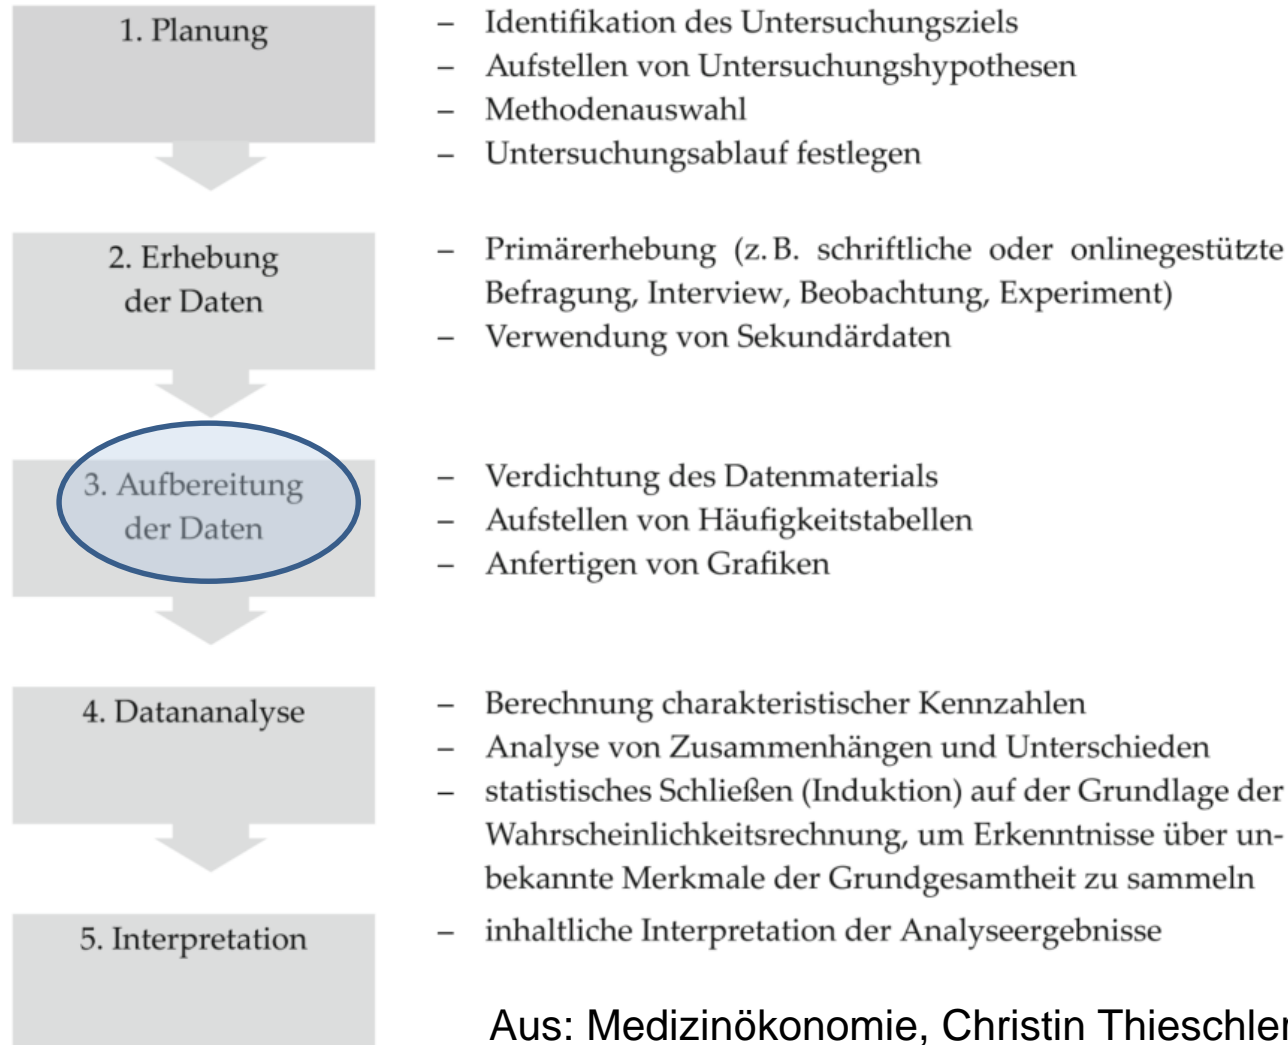 1. Planung
– Identifikation des Untersuchungsziels
– Aufstellen von Untersuchungshypothesen
– Methodenauswahl
– Untersuchungsablauf festlegen
2. Erhebung
der Daten
– Primärerhebung (z. B. schriftliche oder onlinegestützte
Befragung, Interview, Beobachtung, Experiment)
– Verwendung von Sekundärdaten
3. Aufbereitung
der Daten
– Verdichtung des Datenmaterials
– Aufstellen von Häufigkeitstabellen
– Anfertigen von Grafiken
4. Datananalyse
– Berechnung charakteristischer Kennzahlen
– Analyse von Zusammenhängen und Unterschieden
– statistisches Schließen (Induktion) auf der Grundlage der
Wahrscheinlichkeitsrechnung, um Erkenntnisse über un-
bekannte Merkmale der Grundgesamtheit zu sammeln
5. Interpretation
– inhaltliche Interpretation der Analyseergebnisse
Aus: Medizinökonomie, Christin Thieschler